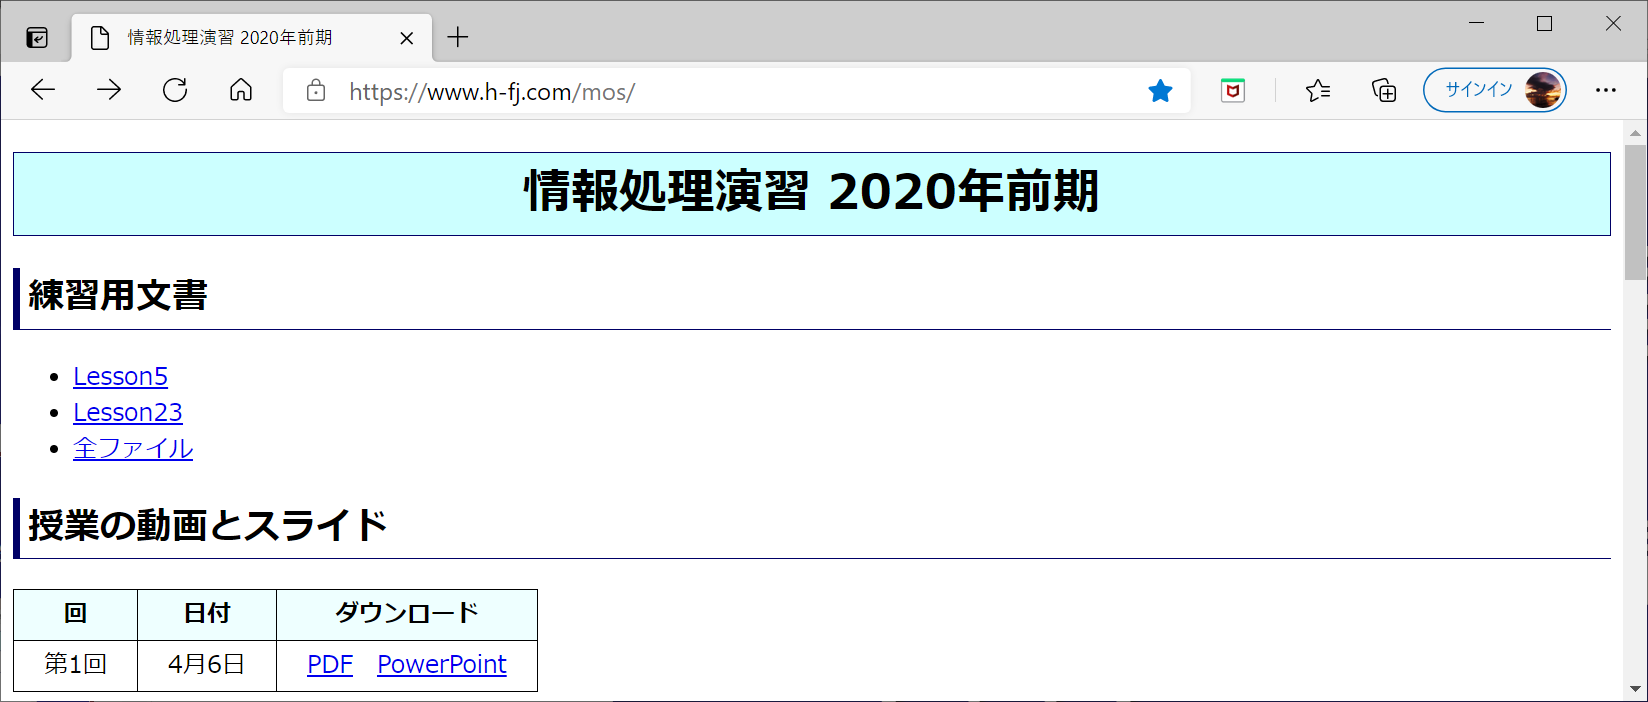 情報処理演習 2020年前期
https://www.h-fj.com/mos/
サインイン
情報処理演習 2020年前期
練習用文書
Lesson5
Lesson23
全ファイル
授業の動画とスライド
回 日付 ダウンロード
第1回 4月6日 PDF PowerPoint